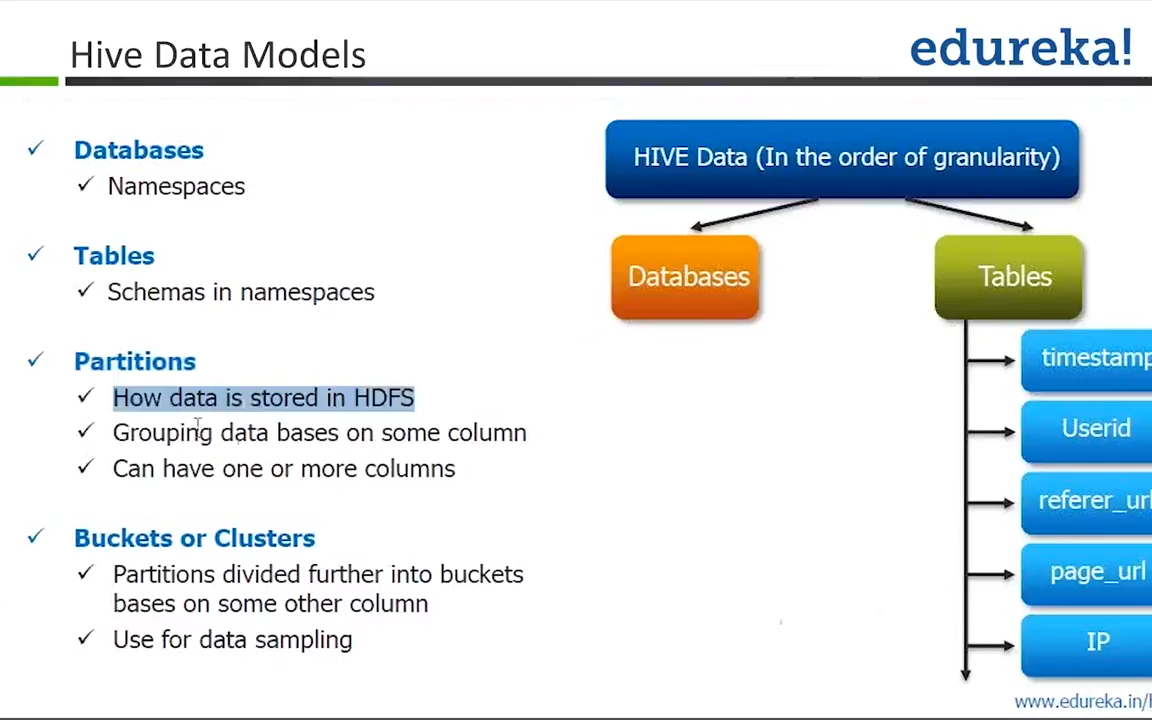 Hive Data Models
edureka!
Databases
Namespaces
Tables
Schemas in namespaces
Partitions
How data is stored in HDFS
Grouping data bases on some column
Can have one or more columns
Buckets or Clusters
Partitions divided further into buckets
bases on some other column
Use for data sampling
HIVE Data (In the order of granularity)
Databases
Tables
timestamp
Userid
referer_url
page_url
IP
www.edureka.in/h